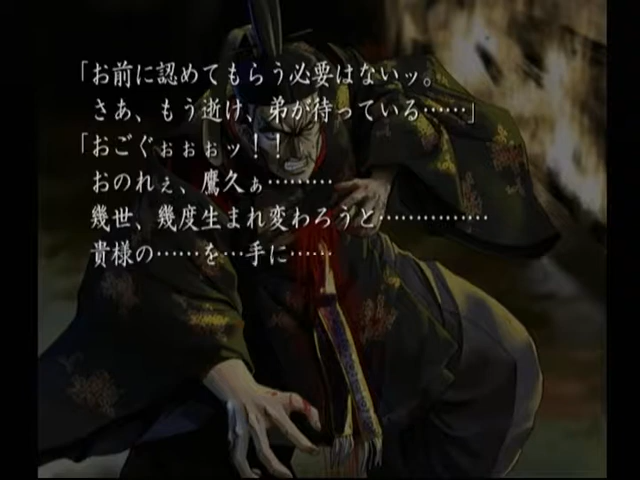 「お前に認めてもらう必要はないッ。
さあ、もう逝け、弟が待っている……」
「おごぐぉぉぉッ！！
おのれぇ、鷹久ぁ………
幾世、幾度生まれ変わろうと……………
貴様の……を…手に……